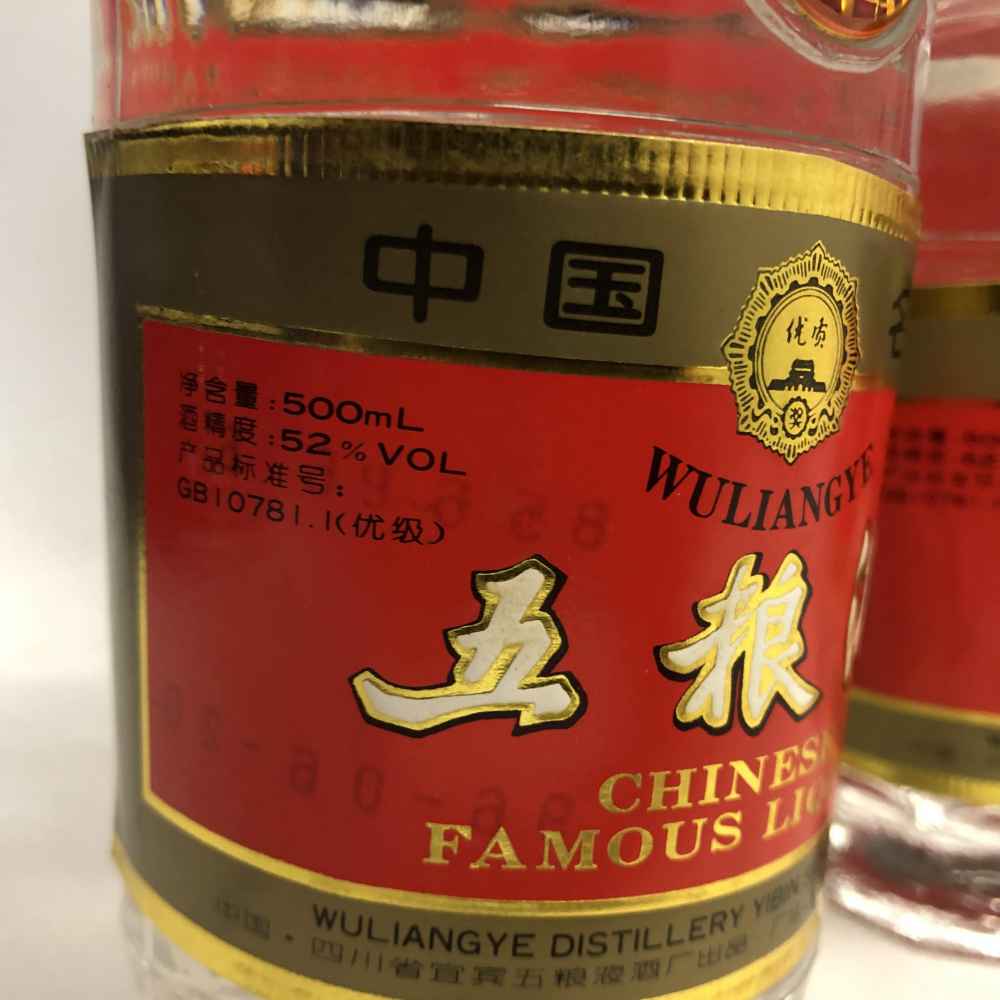 中国
优质
奖
净含量:500mL
酒精度:52%VOL
产品标准号:
GB10781.1(优级)
WULIANGYE
五粮
CHINES
FAMOUS LI
WULIANGYE DISTILLERY YIBIN
中国·四川省宜宾五粮液酒厂出品